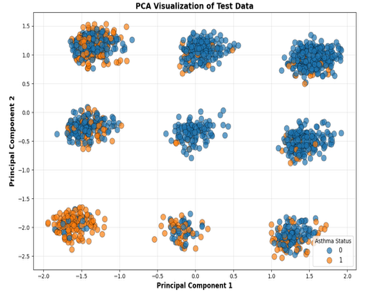 PCA Visualization of Test Data
Principal Component 2
1.5
1.0
0.5
0.0
−0.5
−1.0
−1.5
−2.0
−2.5
−2.0 −1.5 −1.0 −0.5 0.0 0.5 1.0 1.5 2.0
Principal Component 1
Asthma Status
0
1